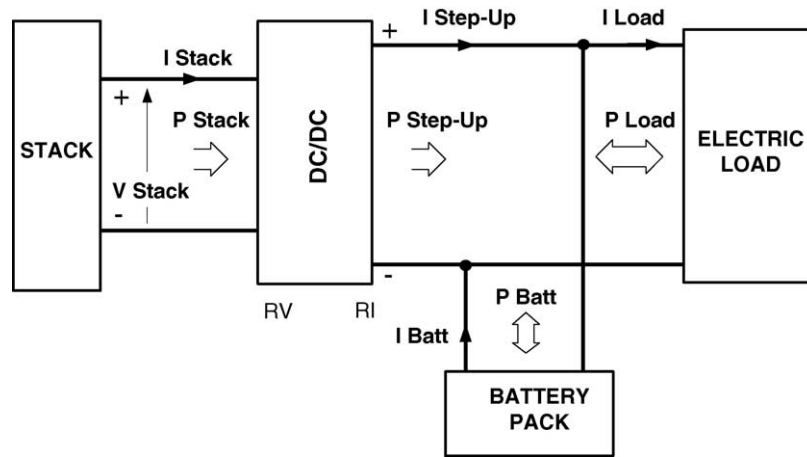 I Step-Up
I Load
+
I Stack
+
P Stack
P Step-Up
P Load
STACK
DC/DC
ELECTRIC
LOAD
V Stack
-
-
RV
RI
P Batt
I Batt
BATTERY
PACK